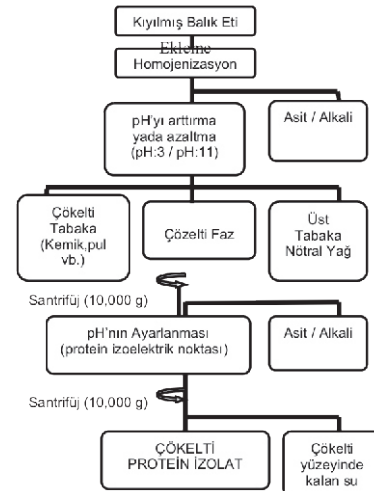 Kıyılmış Balık Eti
Ekleme
Homojenizasyon
pH'yı arttırma
yada azaltma
(pH:3 / pH:11)
Asit / Alkali
Çökelti
Tabaka
(Kemik,pul
vb.)
Çözelti Faz
Üst
Tabaka
Nötral Yağ
Santrifüj (10,000 g)
pH'nın Ayarlanması
(protein izoelektrik noktası)
Asit / Alkali
Santrifüj (10,000 g)
ÇÖKELTİ
PROTEİN İZOLAT
Çökelti
yüzeyinde
kalan su